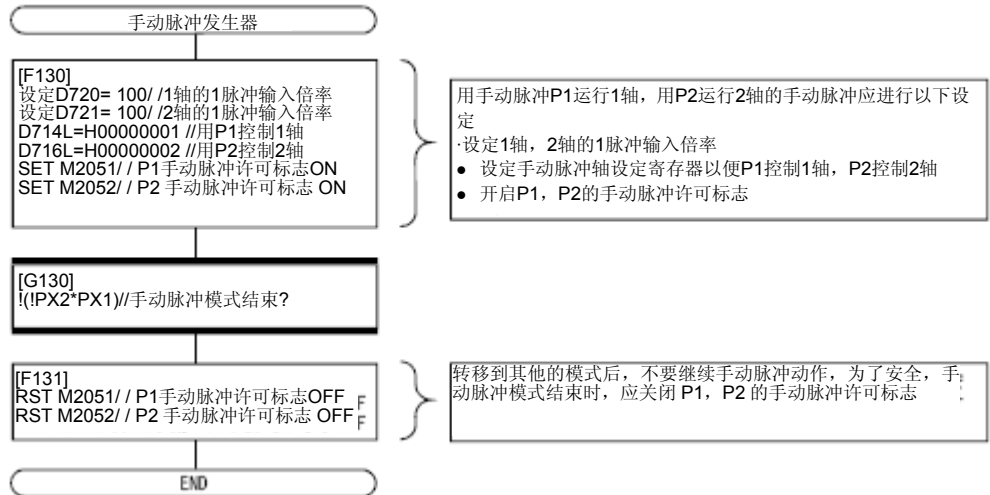 手动脉冲发生器
[F130]
设定D720= 100/ /1轴的1脉冲输入倍率
设定D721= 100/ /2轴的1脉冲输入倍率
D714L=H00000001 //用P1控制1轴
D716L=H00000002 //用P2控制2轴
SET M2051/ / P1手动脉冲许可标志ON
SET M2052/ / P2 手动脉冲许可标志 ON
用手动脉冲P1运行1轴，用P2运行2轴的手动脉冲应进行以下设
定
·设定1轴，2轴的1脉冲输入倍率
● 设定手动脉冲轴设定寄存器以便P1控制1轴，P2控制2轴
● 开启P1，P2的手动脉冲许可标志
[G130]
!(!PX2*PX1)//手动脉冲模式结束?
[F131]
RST M2051/ / P1手动脉冲许可标志OFF
RST M2052/ / P2 手动脉冲许可标志 OFF
转移到其他的模式后，不要继续手动脉冲动作，为了安全，手
动脉冲模式结束时，应关闭 P1，P2 的手动脉冲许可标志
END